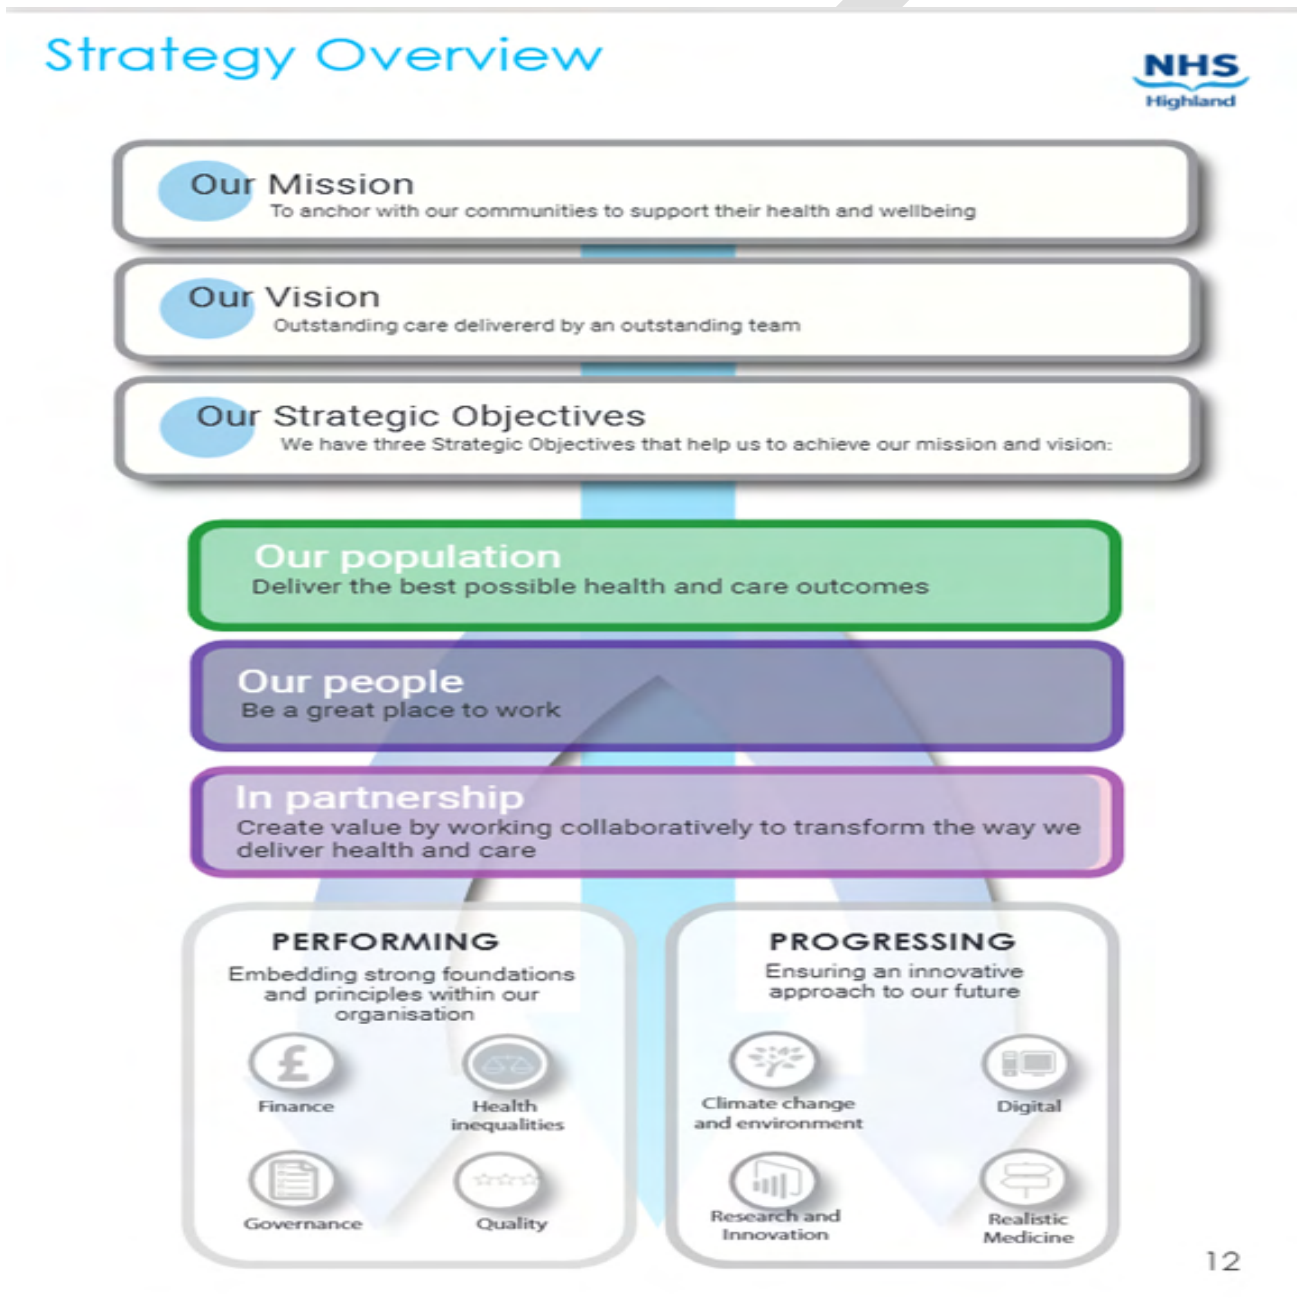 Strategy Overview
NHS
Highland
Our Mission
To anchor with our communities to support their health and wellbeing
Our Vision
Outstanding care delivererd by an outstanding team
Our Strategic Objectives
We have three Strategic Objectives that help us to achieve our mission and vision:
Our population
Deliver the best possible health and care outcomes
Our people
Be a great place to work
In partnership
Create value by working collaboratively to transform the way we
deliver health and care
PERFORMING
Embedding strong foundations
and principles within our
organisation
Finance
Health
inequalities
Governance
Quality
PROGRESSING
Ensuring an innovative
approach to our future
Climate change
and environment
Digital
Research and
Innovation
Realistic
Medicine
12